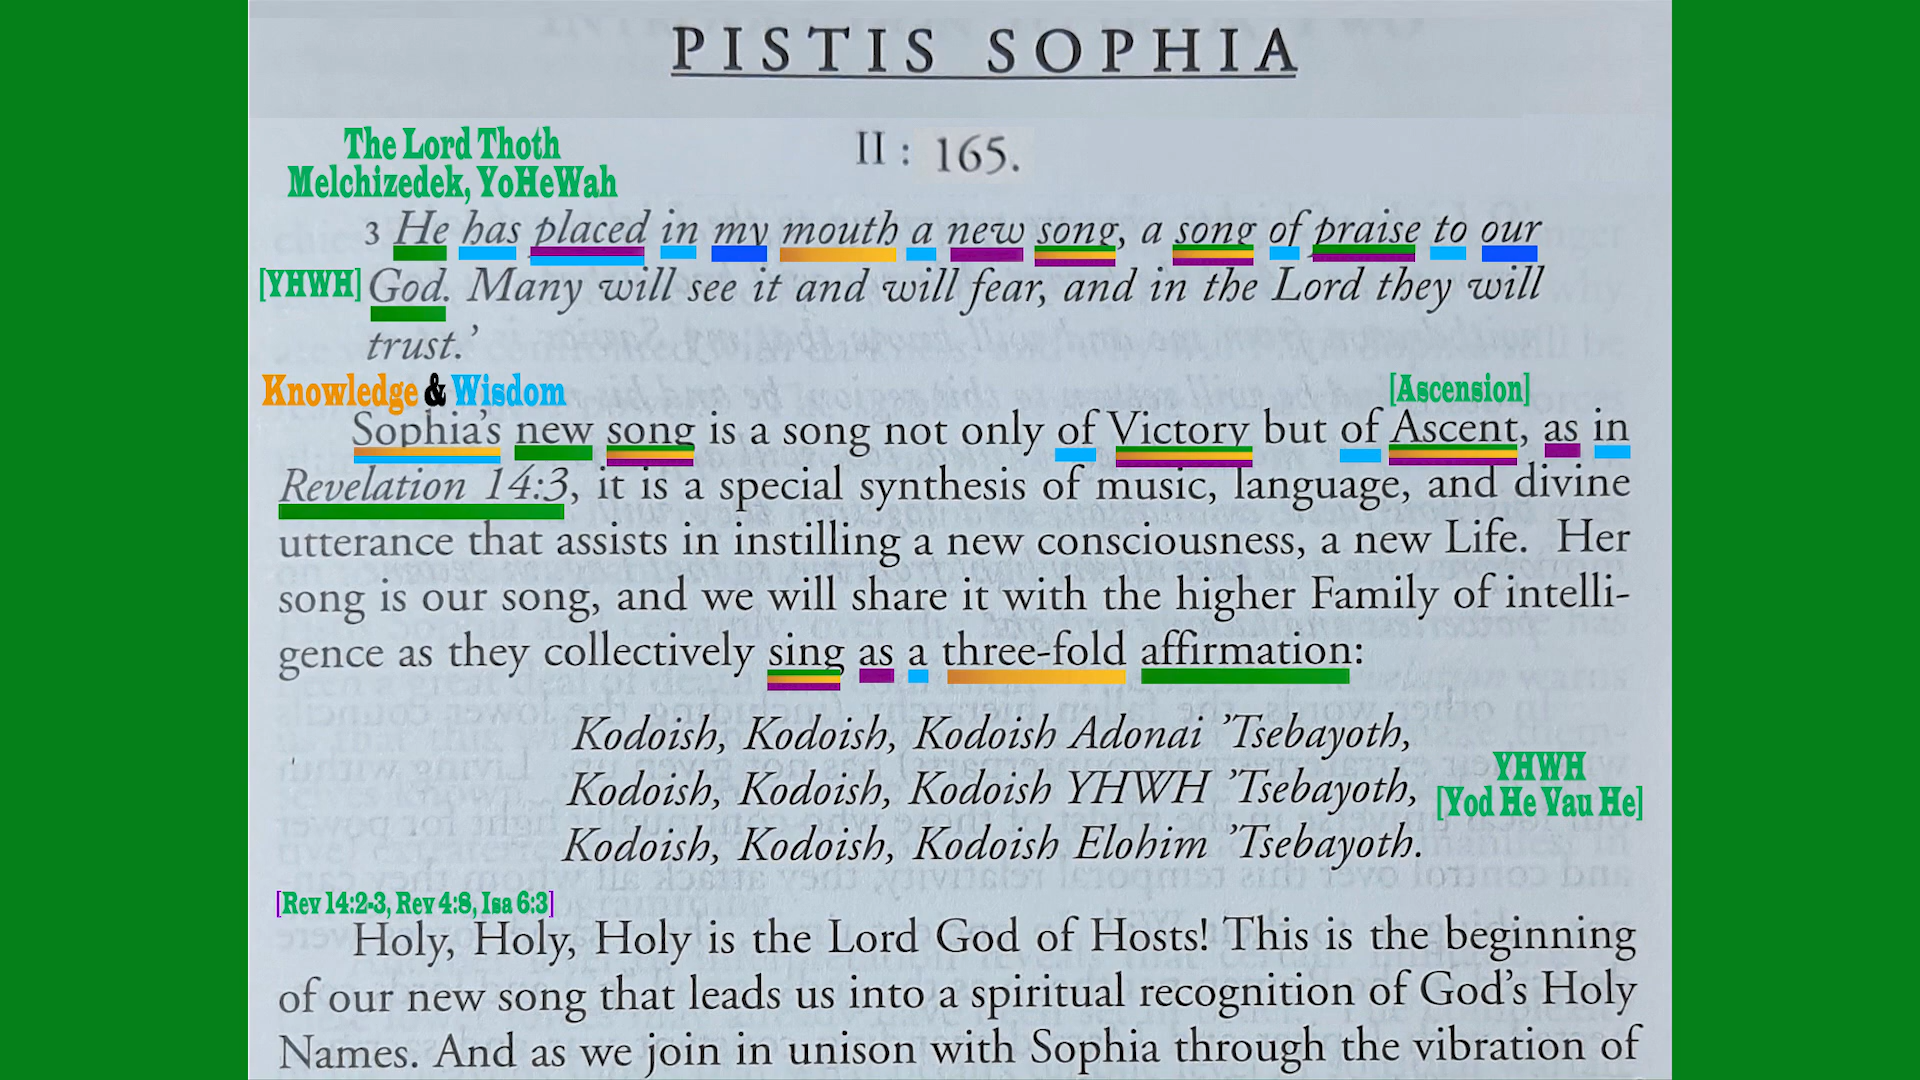 PISTIS SOPHIA
The Lord Thoth
Melchizedek, YoHeWah
II: 165.
3 He has placed in my mouth a new song, a song of praise to our
[YHWH] God. Many will see it and will fear, and in the Lord they will
trust.’
Knowledge & Wisdom
[Ascension]
Sophia’s new song is a song not only of Victory but of Ascent, as in
Revelation 14:3, it is a special synthesis of music, language, and divine
utterance that assists in instilling a new consciousness, a new Life. Her
song is our song, and we will share it with the higher Family of intelli-
gence as they collectively sing as a three-fold affirmation:
Kodoish, Kodoish, Kodoish Adonai ’Tsebayoth,
Kodoish, Kodoish, Kodoish YHWH ’Tsebayoth,
Kodoish, Kodoish, Kodoish Elohim ’Tsebayoth.
YHWH
[Yod He Vau He]
[Rev 14:2-3, Rev 4:8, Isa 6:3]
Holy, Holy, Holy is the Lord God of Hosts! This is the beginning
of our new song that leads us into a spiritual recognition of God’s Holy
Names. And as we join in unison with Sophia through the vibration of